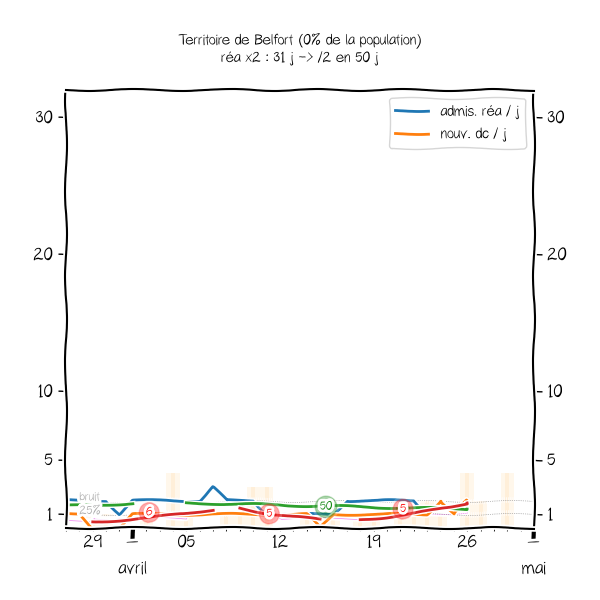 Territoire de Belfort (0% de la population)
réa x2 : 31 j -> /2 en 50 j
admis. réa / j
nouv. dc / j
30
30
20
20
10
10
5
5
bruit
25%
6
5
50
5
1
1
29
05
12
19
26
avril
mai